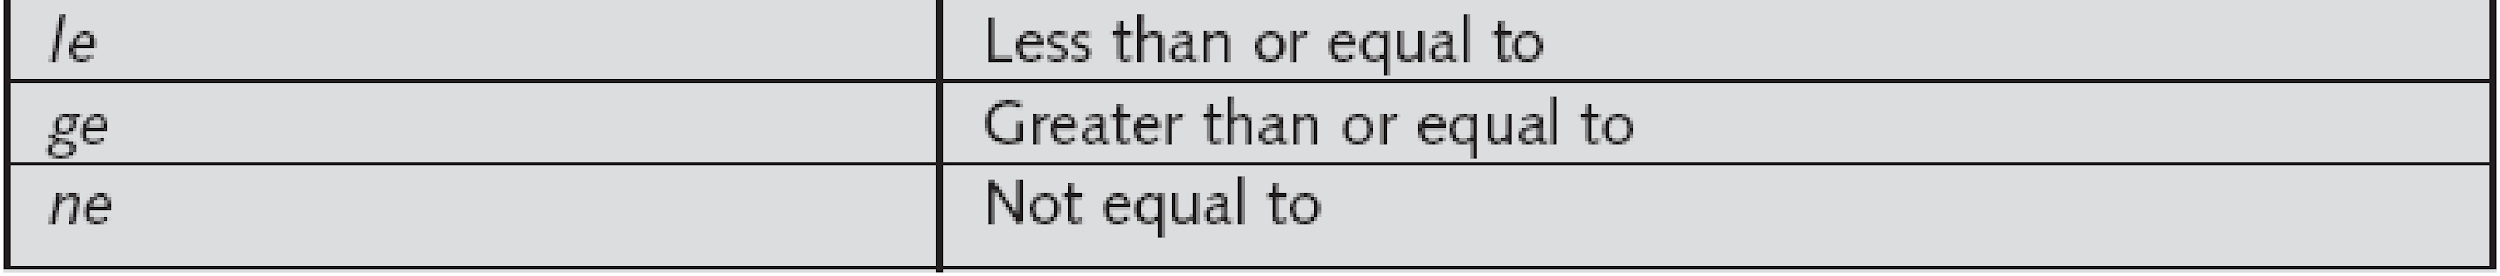 le Less than or equal to
ge Greater than or equal to
ne Not equal to